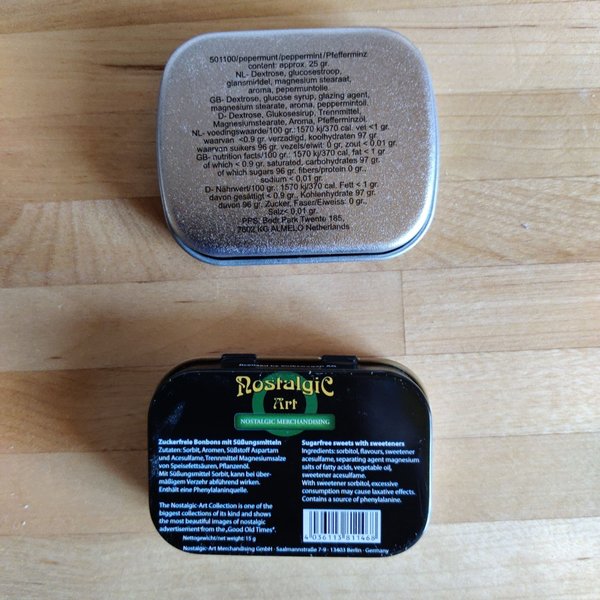 501100/pepermunt/peppermint/Pfefferminz
content: approx. 25 gr.
NL- Dextrose, glucosestroop,
glansmiddel, magnesium stearaat,
aroma, pepermuntolie.
GB- Dextrose, glucose syrup, glazing agent,
magnesium stearate, aroma, peppermintoil.
D- Dextrose, Glukosesirup, Trennmittel,
Magnesiumstearate, Aroma, Pfefferminzöl.
NL- voedingswaarde/100 gr.:1570 kj/370 cal. vet <1 gr.
waarvan <0.9 gr. verzadigd, koolhydraten 97 gr.
waarvan suikers 96 gr. vezels/eiwit: 0 gr. zout < 0.01 gr.
GB- nutrition facts/100 gr.: 1570 kj/370 cal, fat < 1 gr
of which < 0.9 gr. saturated, carbohydrates 97 gr.
of which sugars 96 gr. fibers/protein 0 gr.,
sodium < 0,01 gr.
D- Nährwert/100 gr.: 1570 kj/370 cal. Fett < 1 gr.
davon gesättigt < 0.9 gr., Kohlenhydrate 97 gr.
davon 96 gr. Zucker, Faser/Eiweiss: 0 gr.,
Salz< 0,01 gr.
PPS: Bedr.Park Twente 165,
7602 KG ALMELO Netherlands
Nostalgic
Art
NOSTALGIC MERCHANDISING
Zuckerfreie Bonbons mit Süßungsmitteln
Zutaten: Sorbit, Aromen, Süßstoff Aspartam
und Acesulfame, Trennmittel Magnesiumsalze
von Speisefettsäuren, Pflanzenöl.
Mit Süßungsmittel Sorbit, kann bei über-
mäßigem Verzehr abführend wirken.
Enthält eine Phenylalaninquelle.
The Nostalgic-Art Collection is one of the
biggest collections of its kind and shows
the most beautiful images of nostalgic
advertisement from the „Good Old Times".
Nettogewicht/net weight: 15 g
Sugarfree sweets with sweeteners
Ingredients: sorbitol, flavours, sweetener
acesulfame, separating agent magnesium
salts of fatty acids, vegetable oil,
sweetener acesulfame.
With sweetener sorbitol, excessive
consumption may cause laxative effects.
Contains a source of phenylalanine.
4 036113 811468
Nostalgic-Art Merchandising GmbH · Saalmannstraße 7-9 · 13403 Berlin · Germany